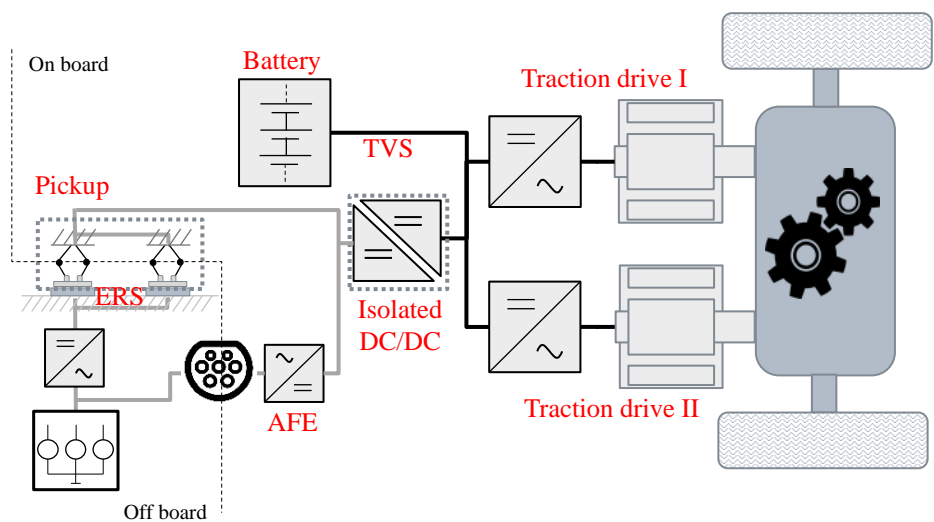 Battery
Traction drive I
On board
TVS
Pickup
ERS
Isolated
DC/DC
AFE
Traction drive II
Off board